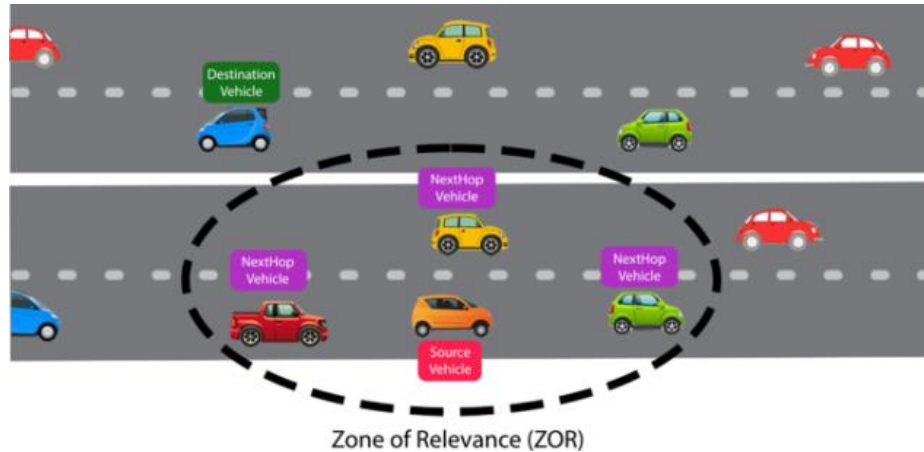 Destination
Vehicle
NextHop
Vehicle
NextHop
Vehicle
NextHop
Vehicle
Source
Vehicle
Zone of Relevance (ZOR)